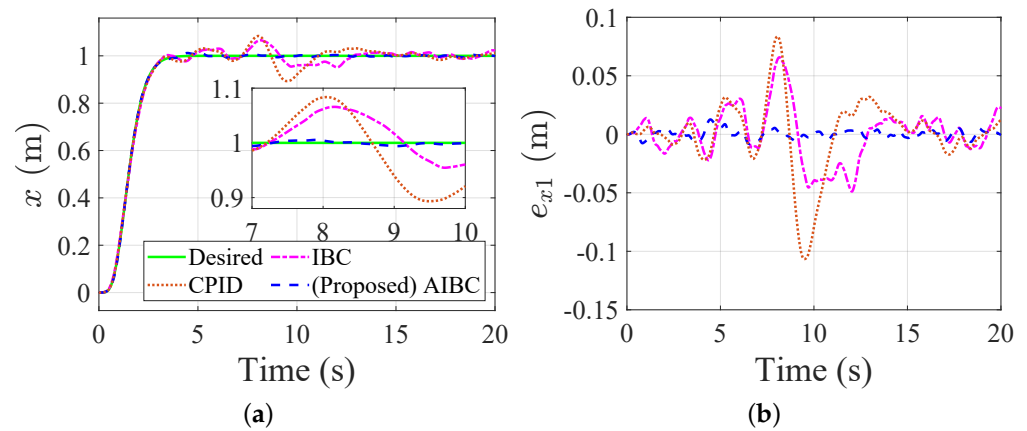 x (m)
1
0.8
0.6
0.4
0.2
0
1.1
1
0.9
7 8 9 10
Desired IBC
CPID (Proposed) AIBC
0 5 10 15 20
Time (s)
(a)
e_{x1} (m)
0.1
0.05
0
-0.05
-0.1
-0.15
0 5 10 15 20
Time (s)
(b)